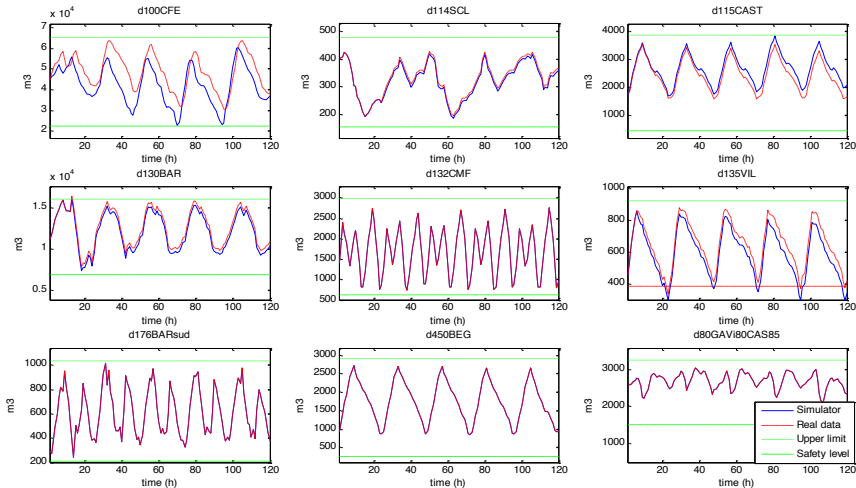 d100CFE
x 10^4
7
6
5
4
3
2
m3
20 40 60 80 100 120
time (h)
d114SCL
500
400
300
200
m3
20 40 60 80 100 120
time (h)
d115CAST
4000
3000
2000
1000
m3
20 40 60 80 100 120
time (h)
d130BAR
x 10^4
1.5
1
0.5
m3
20 40 60 80 100 120
time (h)
d132CMF
3000
2500
2000
1500
1000
500
m3
20 40 60 80 100 120
time (h)
d135VIL
1000
800
600
400
m3
20 40 60 80 100 120
time (h)
d176BARsud
1000
800
600
400
200
m3
20 40 60 80 100 120
time (h)
d450BEG
3000
2500
2000
1500
1000
500
m3
20 40 60 80 100 120
time (h)
d80GAVi80CAS85
3000
2500
2000
1500
1000
500
m3
20 40 60 80 100 120
time (h)
Simulator
Real data
Upper limit
Safety level